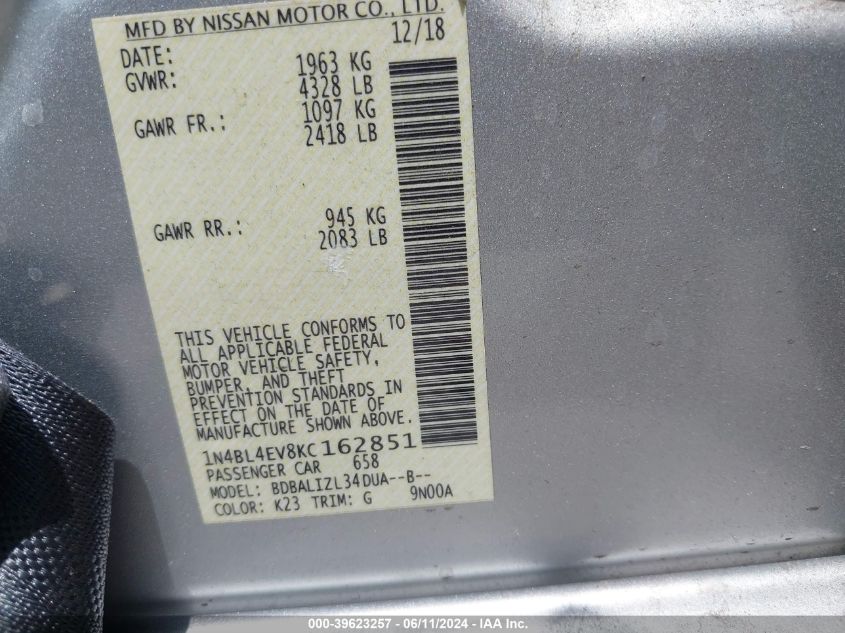 MFD BY NISSAN MOTOR CO., LTD.
DATE: 12/18
GVWR: 1963 KG
4328 LB
GAWR FR.: 1097 KG
2418 LB
GAWR RR.: 945 KG
2083 LB
THIS VEHICLE CONFORMS TO
ALL APPLICABLE FEDERAL
MOTOR VEHICLE SAFETY,
BUMPER, AND THEFT
PREVENTION STANDARDS IN
EFFECT ON THE DATE OF
MANUFACTURE SHOWN ABOVE.
1N4BL4EV8KC162851
PASSENGER CAR 658
MODEL: BDBALIZL34DUA--B--
COLOR: K23 TRIM: G 9N00A
000-39623257 - 06/11/2024 - IAA Inc.